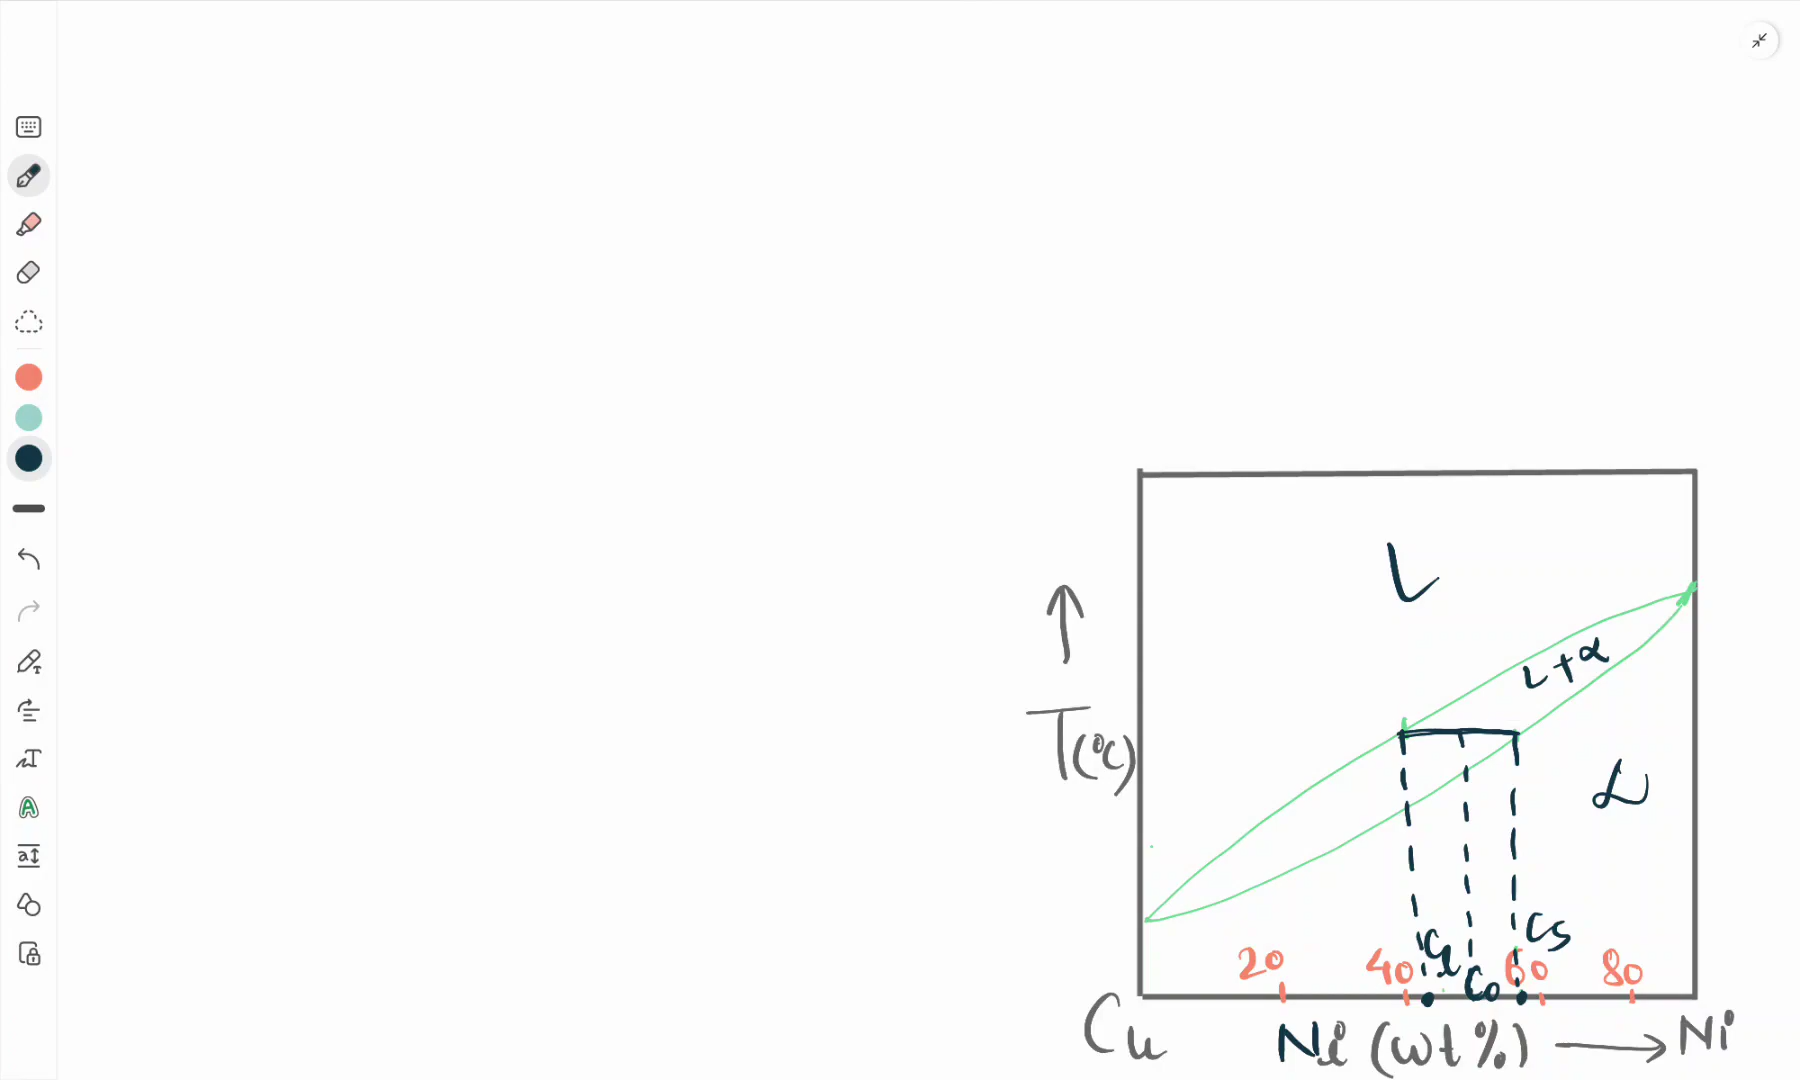 L
L+α
T(°C)
α
Cl Co Cs
20 40 60 80
Cu Ni (wt%) → Ni